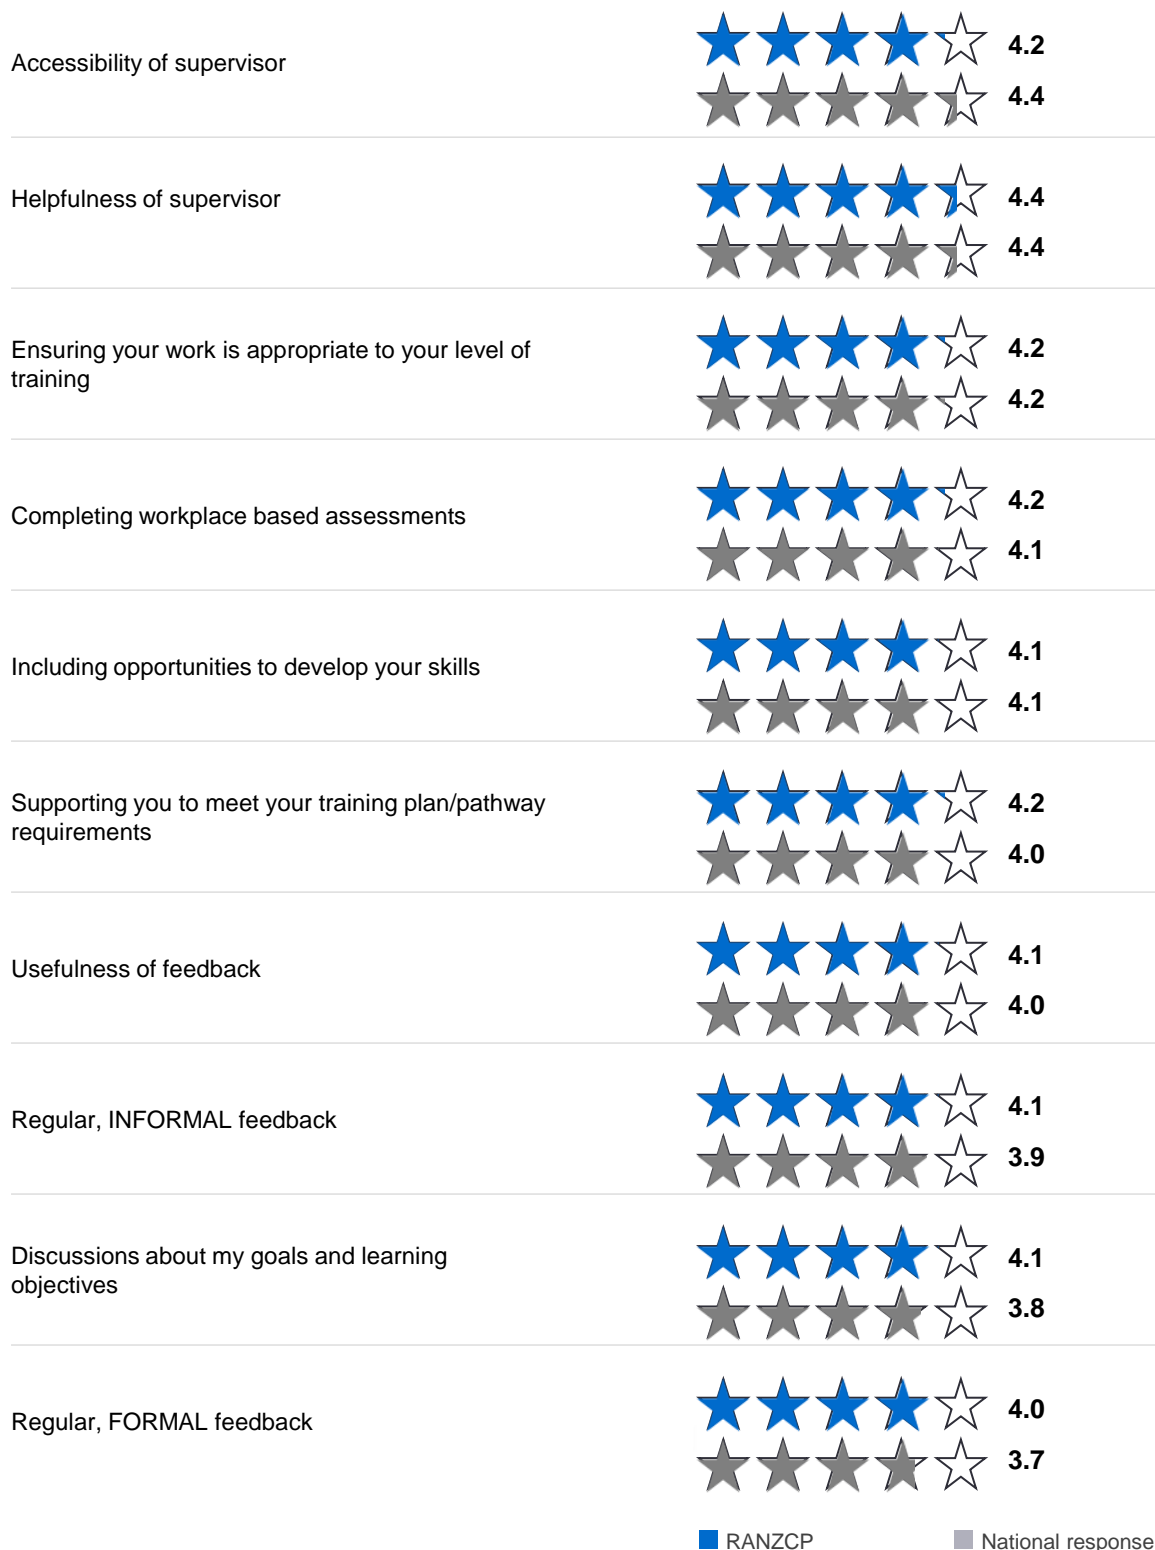 Accessibility of supervisor
4.2
4.4
Helpfulness of supervisor
4.4
4.4
Ensuring your work is appropriate to your level of
training
4.2
4.2
Completing workplace based assessments
4.2
4.1
Including opportunities to develop your skills
4.1
4.1
Supporting you to meet your training plan/pathway
requirements
4.2
4.0
Usefulness of feedback
4.1
4.0
Regular, INFORMAL feedback
4.1
3.9
Discussions about my goals and learning
objectives
4.1
3.8
Regular, FORMAL feedback
4.0
3.7
RANZCP
National response